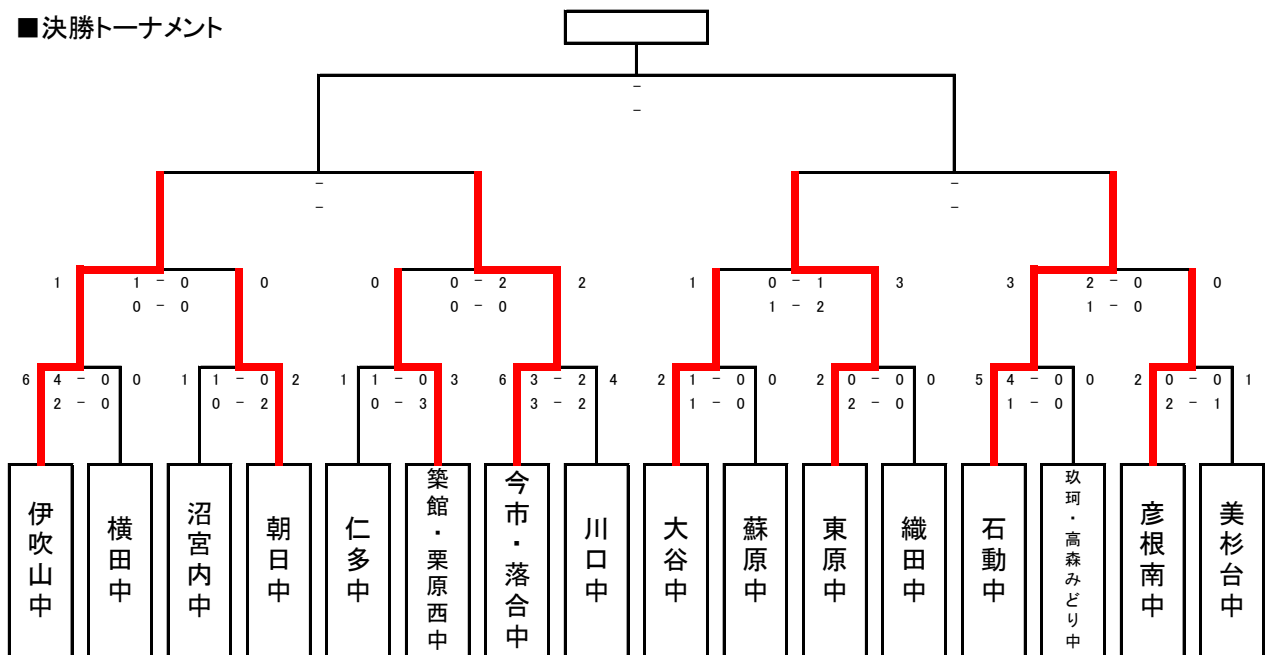 ■決勝トーナメント
-
-
- -
- -
1 1 - 0 0 0 0 - 2 2 1 0 - 1 3 3 2 - 0 0
0 - 0 0 - 0 1 - 2 1 - 0
6 4 - 0 0 1 1 - 0 2 1 1 - 0 3 6 3 - 2 4 2 1 - 0 0 2 0 - 0 0 5 4 - 0 0 2 0 - 0 1
2 - 0 0 - 2 0 - 3 3 - 2 1 - 0 2 - 0 1 - 0 2 - 1
伊吹山中
横田中
沼宮内中
朝日中
仁多中
築館・栗原西中
今市・落合中
川口中
大谷中
蘇原中
東原中
織田中
石動中
玖珂・高森みどり中
彦根南中
美杉台中